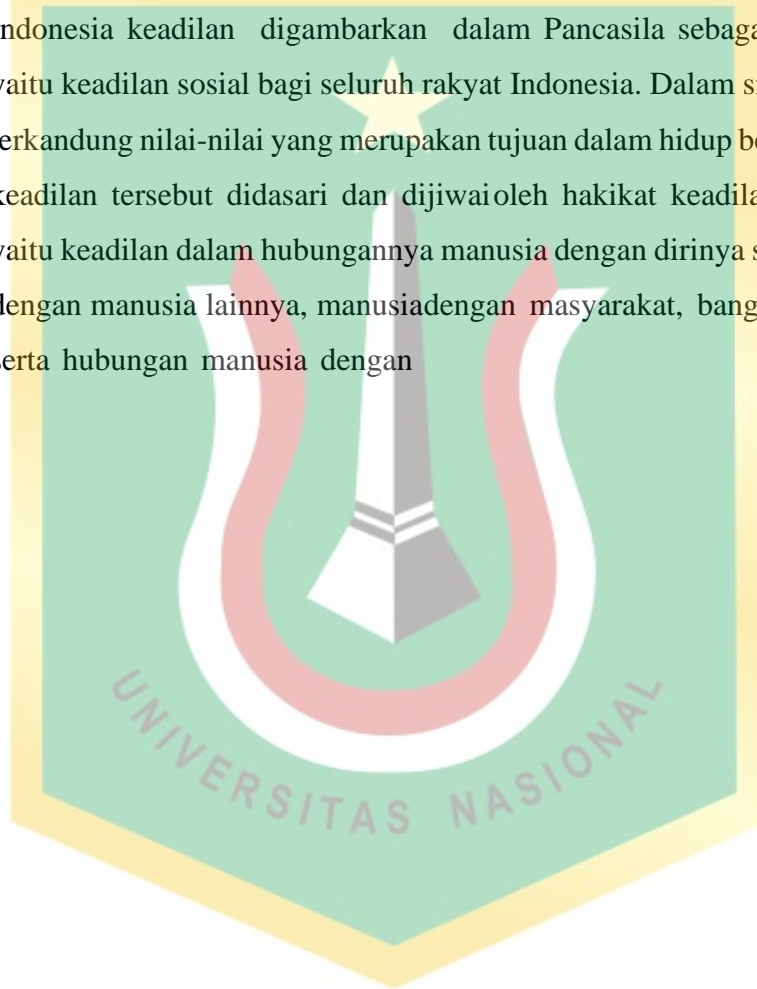 ndonesia keadilan digambarkan dalam Pancasila sebaga
yaitu keadilan sosial bagi seluruh rakyat Indonesia. Dalam si
erkandung nilai-nilai yang merupakan tujuan dalam hidup be
keadilan tersebut didasari dan dijiwaioleh hakikat keadila
yaitu keadilan dalam hubungannya manusia dengan dirinya s
dengan manusia lainnya, manusiadengan masyarakat, bang
serta hubungan manusia dengan
UNIVERSITAS NASIONAL